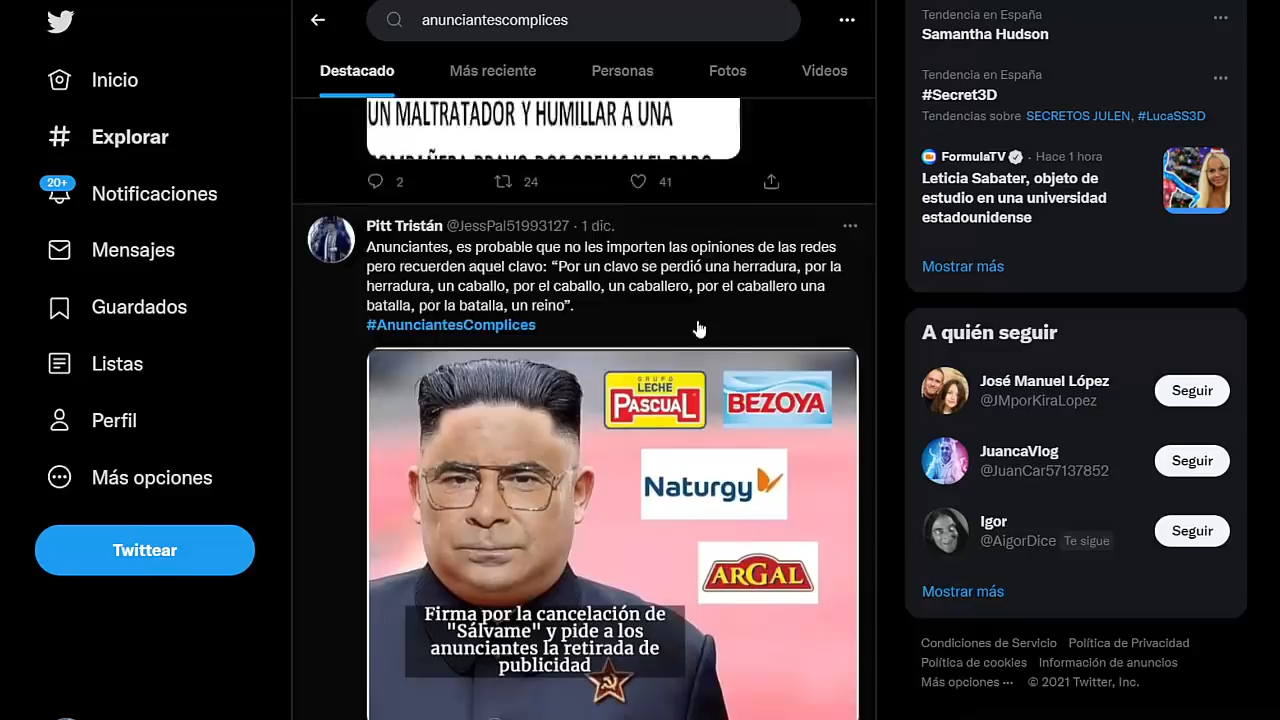 Inicio
Explorar
20+
Notificaciones
Mensajes
Guardados
Listas
Perfil
Más opciones
Twittear
anunciantescomplices
Destacado
Más reciente
Personas
Fotos
Videos
UN MALTRATADOR Y HUMILLAR A UNA
2
24
41
Pitt Tristán @JessPal51993127 · 1 dic.
Anunciantes, es probable que no les importen las opiniones de las redes
pero recuerden aquel clavo: “Por un clavo se perdió una herradura, por la
herradura, un caballo, por el caballo, un caballero, por el caballero una
batalla, por la batalla, un reino”.
#AnunciantesComplices
GRUPO
LECHE
PASCUAL
BEZOYA
Naturgy
ARGAL
Firma por la cancelación de
"Sálvame" y pide a los
anunciantes la retirada de
publicidad
Tendencia en España
Samantha Hudson
Tendencia en España
#Secret3D
Tendencias sobre SECRETOS JULEN, #LucaSS3D
FormulaTV · Hace 1 hora
Leticia Sabater, objeto de
estudio en una universidad
estadounidense
Mostrar más
A quién seguir
José Manuel López
@JMporKiraLopez
Seguir
JuancaVlog
@JuanCar57137852
Seguir
Igor
@AigorDice Te sigue
Seguir
Mostrar más
Condiciones de Servicio Política de Privacidad
Política de cookies Información de anuncios
Más opciones ··· © 2021 Twitter, Inc.